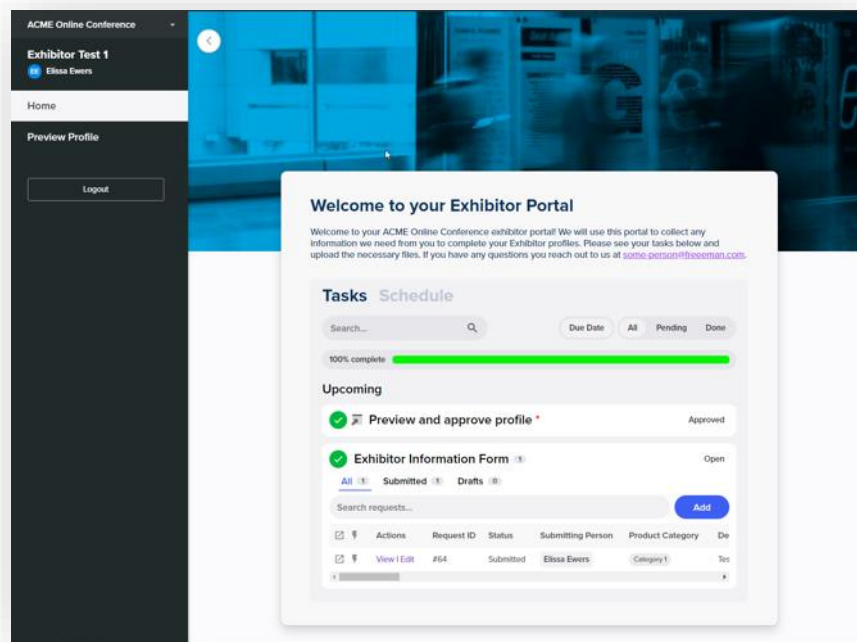 ACME Online Conference
Exhibitor Test 1
EE Elissa Ewers
Home
Preview Profile
Logout
Welcome to your Exhibitor Portal
Welcome to your ACME Online Conference exhibitor portal! We will use this portal to collect any
information we need from you to complete your Exhibitor profiles. Please see your tasks below and
upload the necessary files. If you have any questions you reach out to us at some-person@freeeman.com.
Tasks Schedule
Search... Due Date All Pending Done
100% complete
Upcoming
Preview and approve profile * Approved
Exhibitor Information Form 1 Open
All 1 Submitted 1 Drafts 0
Search requests... Add
Actions Request ID Status Submitting Person Product Category De
View | Edit #64 Submitted Elissa Ewers Category 1 Tes